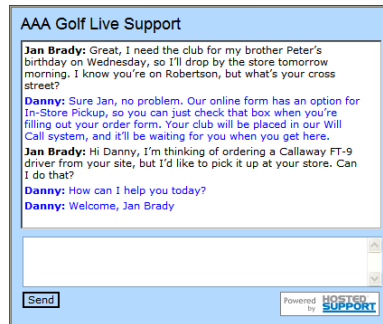 AAA Golf Live Support
Jan Brady: Great, I need the club for my brother Peter's
birthday on Wednesday, so I'll drop by the store tomorrow
morning. I know you're on Robertson, but what's your cross
street?
Danny: Sure Jan, no problem. Our online form has an option for
In-Store Pickup, so you can just check that box when you're
filling out your order form. Your club will be placed in our Will
Call system, and it'll be waiting for you when you get here.
Jan Brady: Hi Danny, I'm thinking of ordering a Callaway FT-9
driver from your site, but I'd like to pick it up at your store. Can
I do that?
Danny: How can I help you today?
Danny: Welcome, Jan Brady
Send
Powered by
HOSTED
SUPPORT